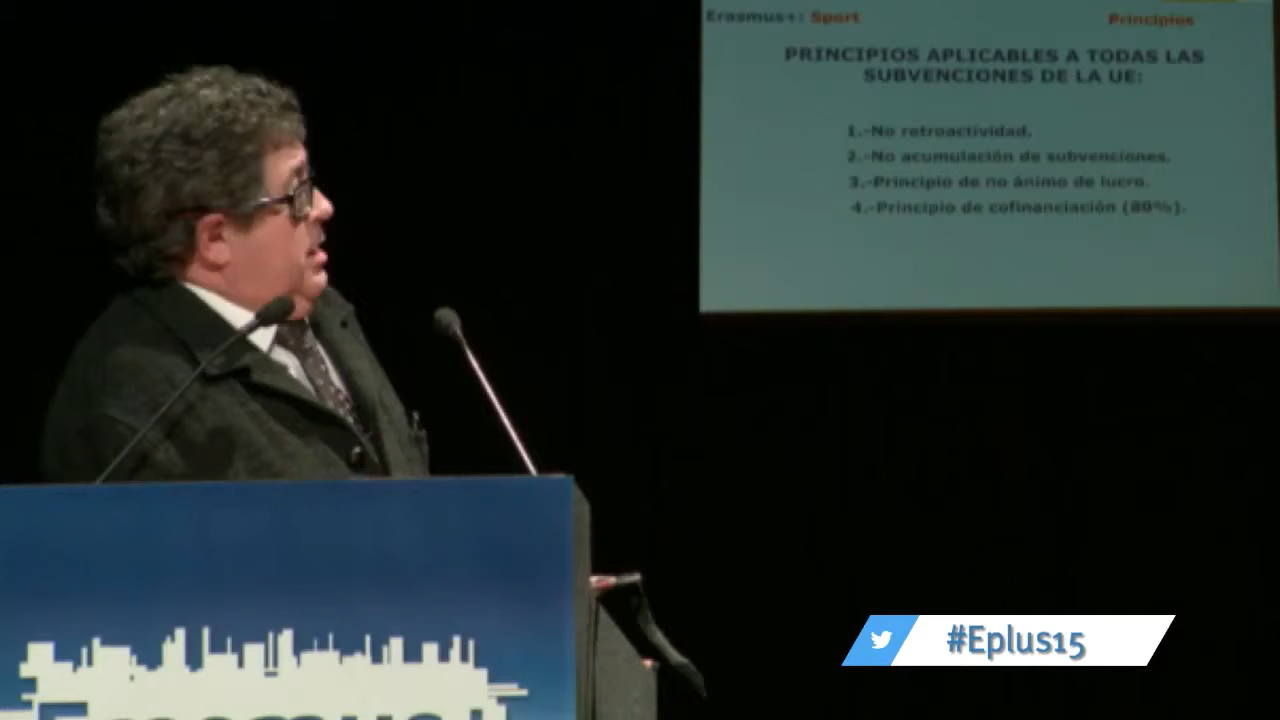 Erasmus+: Sport
Principios
PRINCIPIOS APLICABLES A TODAS LAS
SUBVENCIONES DE LA UE:
1.-No retroactividad.
2.-No acumulación de subvenciones.
3.-Principio de no ánimo de lucro.
4.-Principio de cofinanciación (80%).
#Eplus15